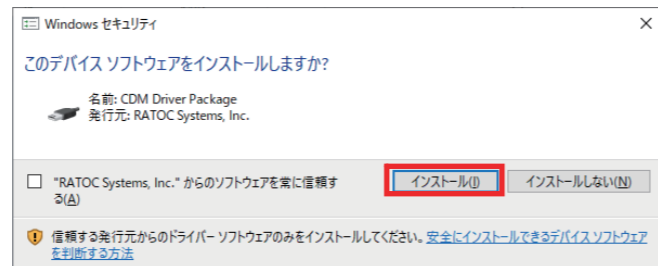 Windows セキュリティ
このデバイス ソフトウェアをインストールしますか?
名前: CDM Driver Package
発行元: RATOC Systems, Inc.
"RATOC Systems, Inc." からのソフトウェアを常に信頼す
る(A)
インストール(I)
インストールしない(N)
信頼する発行元からのドライバー ソフトウェアのみをインストールしてください。安全にインストールできるデバイス ソフトウェア
を判断する方法